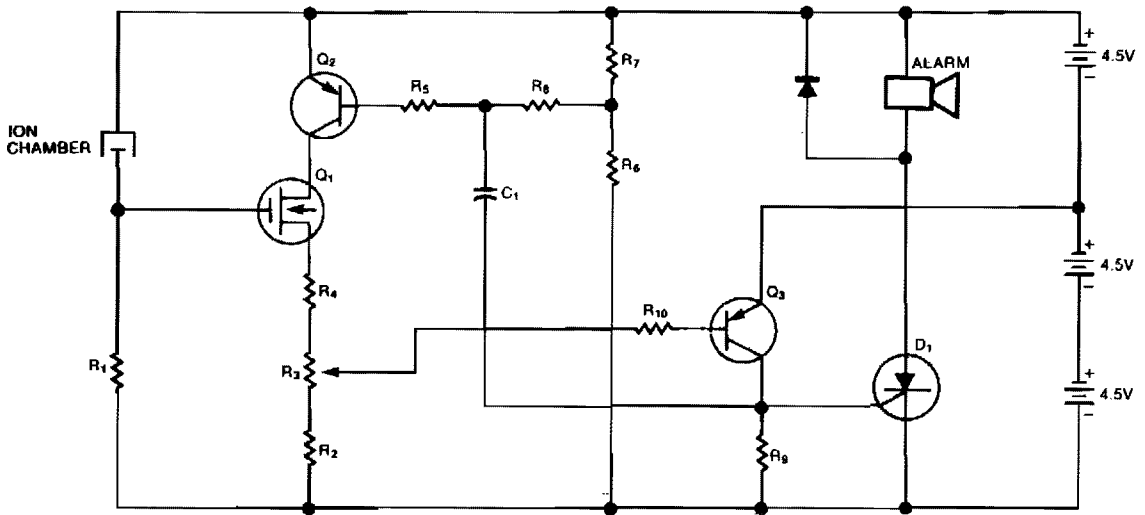 +
4.5V
-
Q2
R7
ALARM
R5
R8
ION
CHAMBER
Q1
R6
C1
+
4.5V
-
R4
Q3
R10
R1
R3
D1
+
4.5V
-
R2
R9